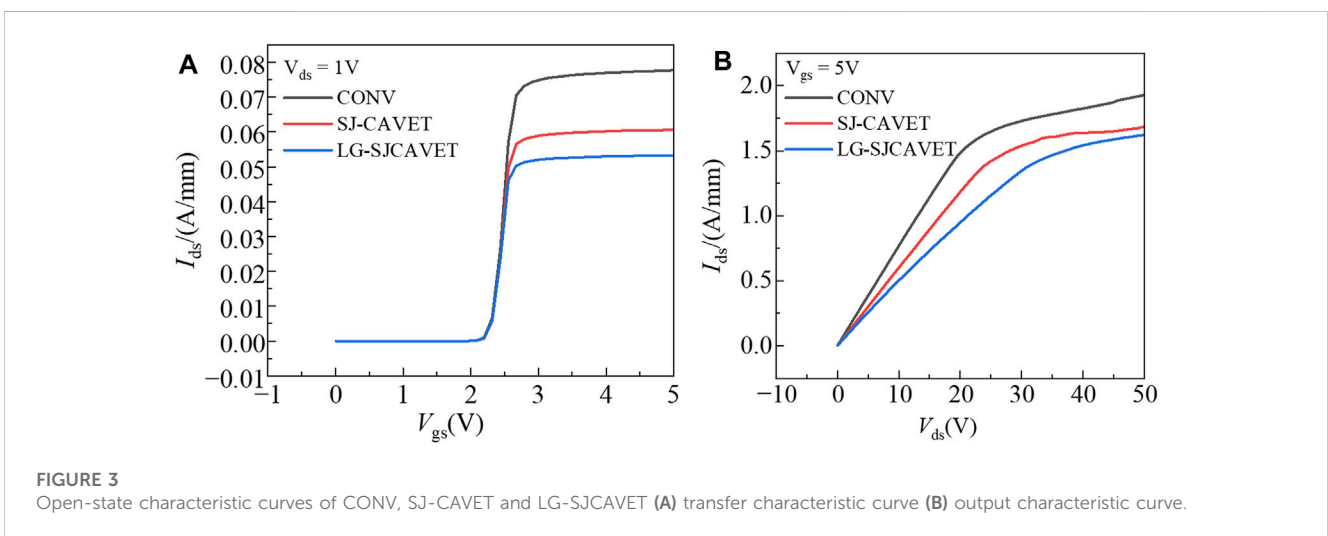 A
V_ds = 1V
CONV
SJ-CAVET
LG-SJCAVET
0.08
0.07
0.06
0.05
0.04
0.03
0.02
0.01
0.00
−0.01
I_ds/(A/mm)
−1 0 1 2 3 4 5
V_gs(V)
B
V_gs = 5V
CONV
SJ-CAVET
LG-SJCAVET
2.0
1.5
1.0
0.5
0.0
I_ds/(A/mm)
−10 0 10 20 30 40 50
V_ds(V)
FIGURE 3
Open-state characteristic curves of CONV, SJ-CAVET and LG-SJCAVET (A) transfer characteristic curve (B) output characteristic curve.